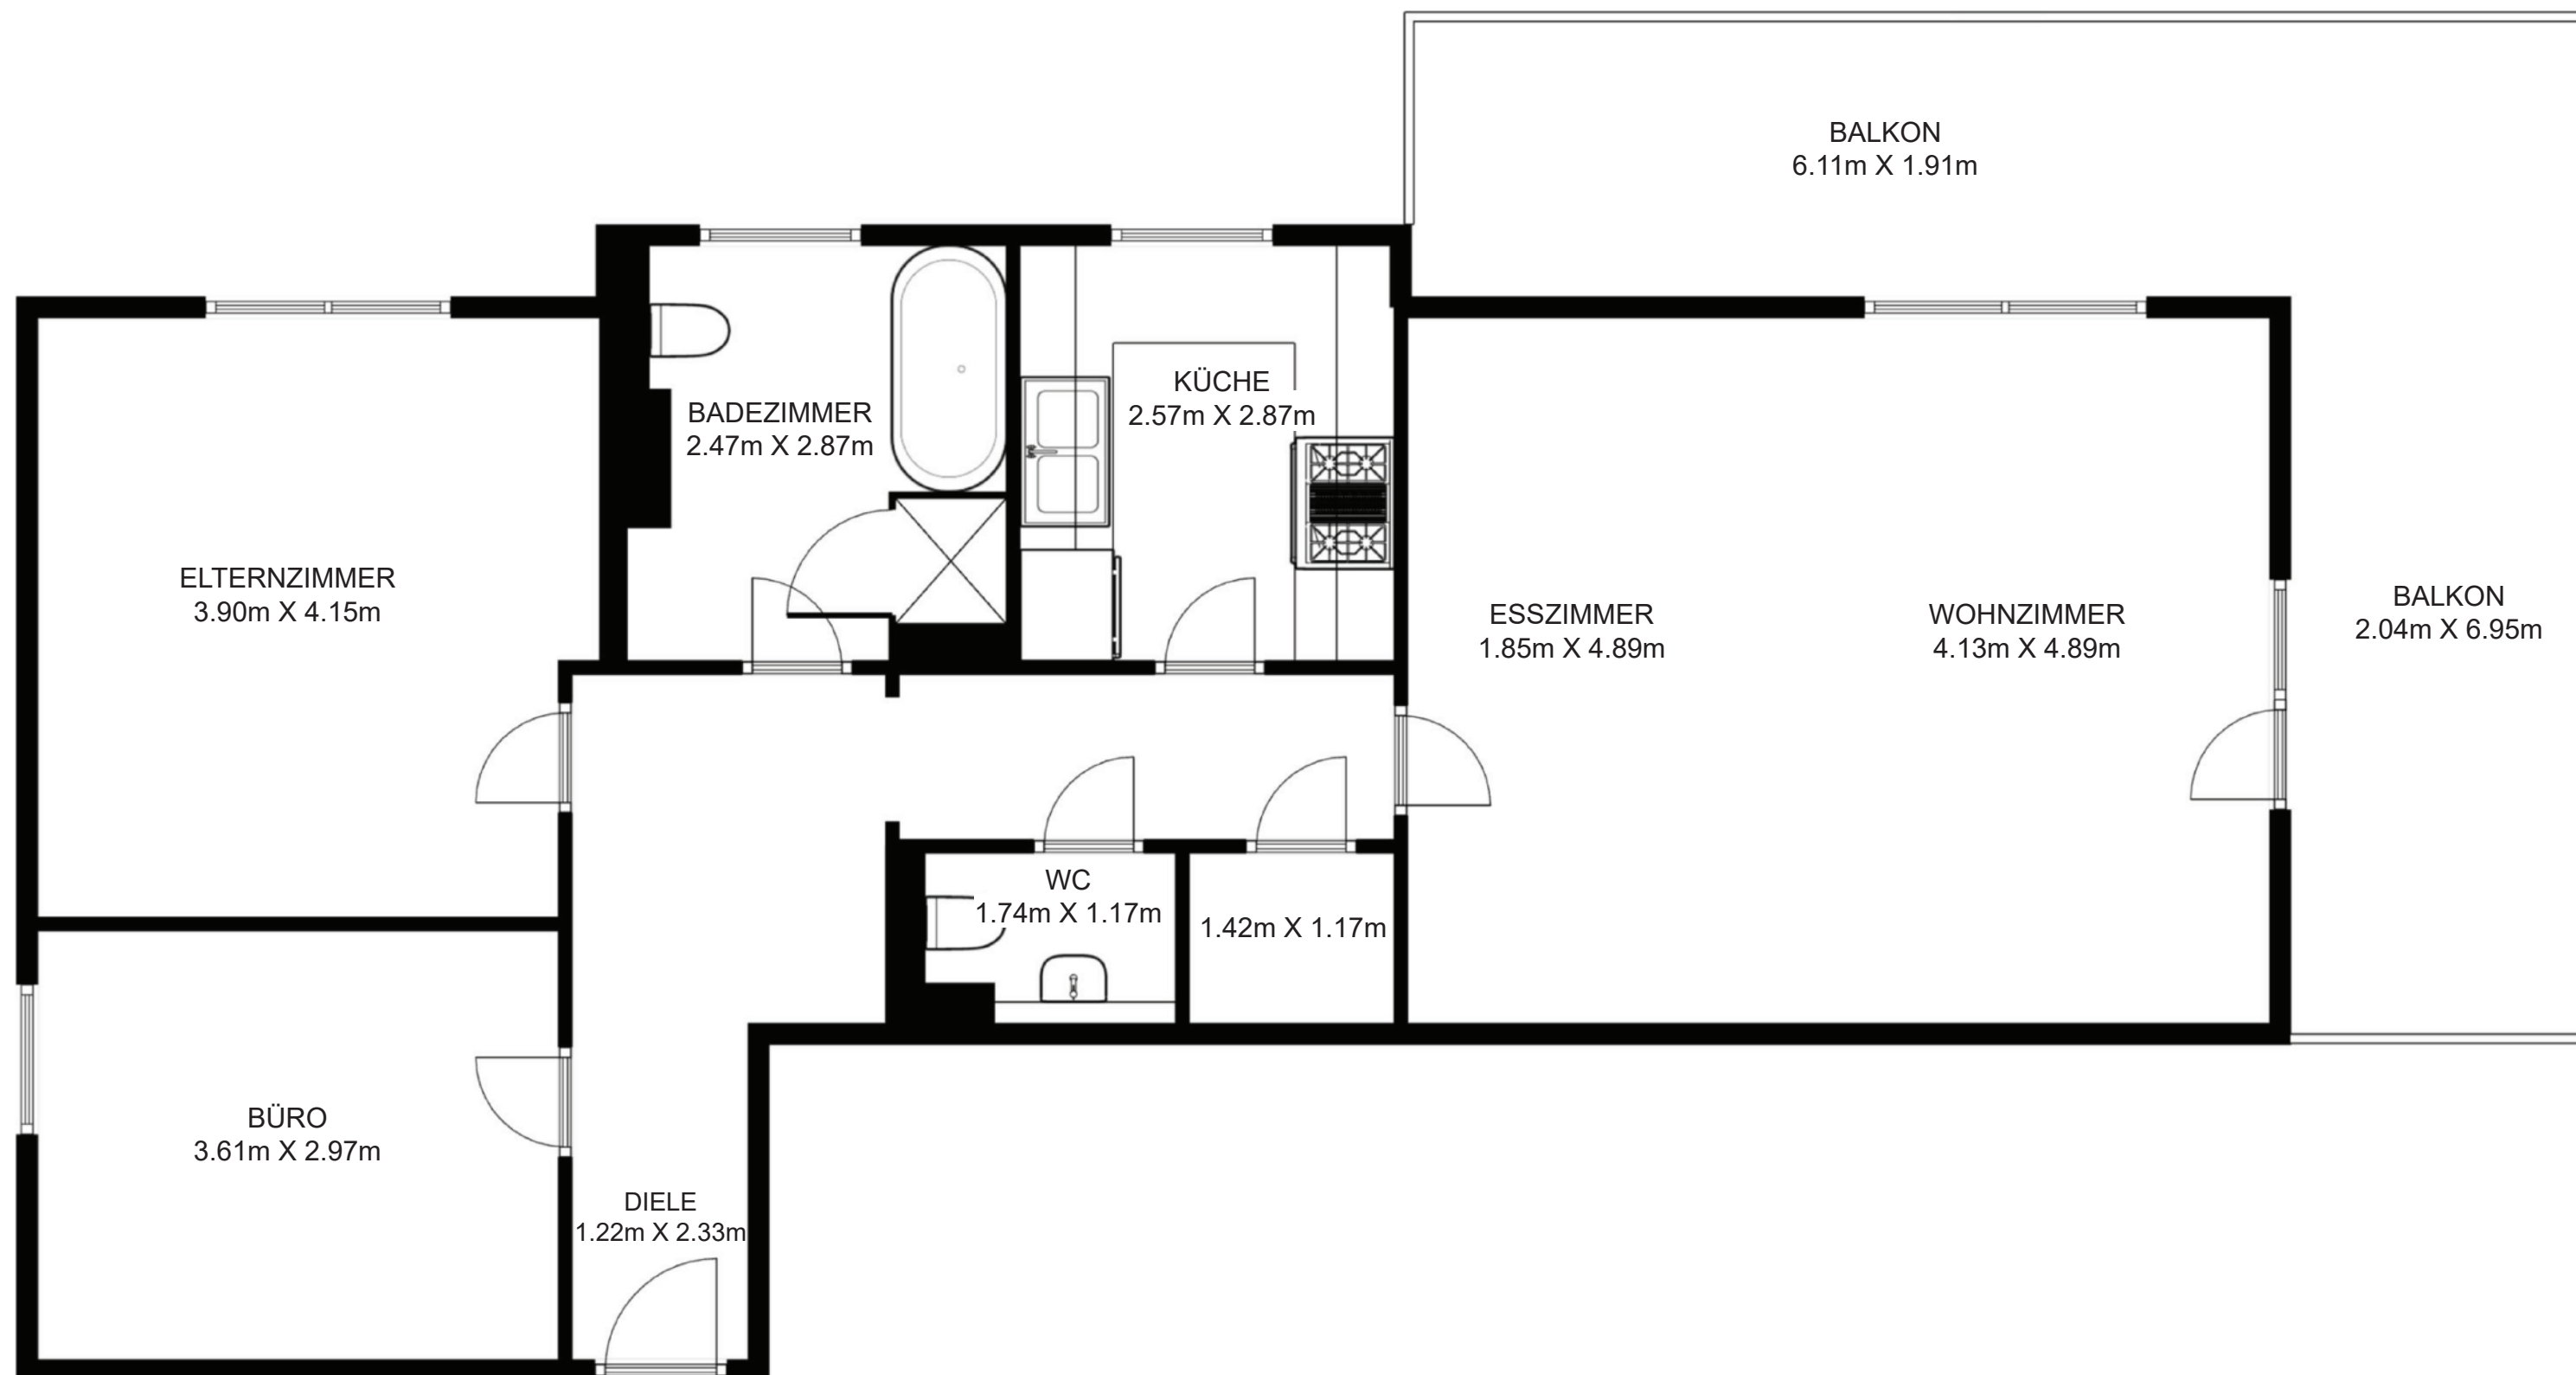 BALKON
6.11m X 1.91m
KÜCHE
2.57m X 2.87m
BADEZIMMER
2.47m X 2.87m
ELTERNZIMMER
3.90m X 4.15m
ESSZIMMER
1.85m X 4.89m
WOHNZIMMER
4.13m X 4.89m
BALKON
2.04m X 6.95m
WC
1.74m X 1.17m
1.42m X 1.17m
BÜRO
3.61m X 2.97m
DIELE
1.22m X 2.33m